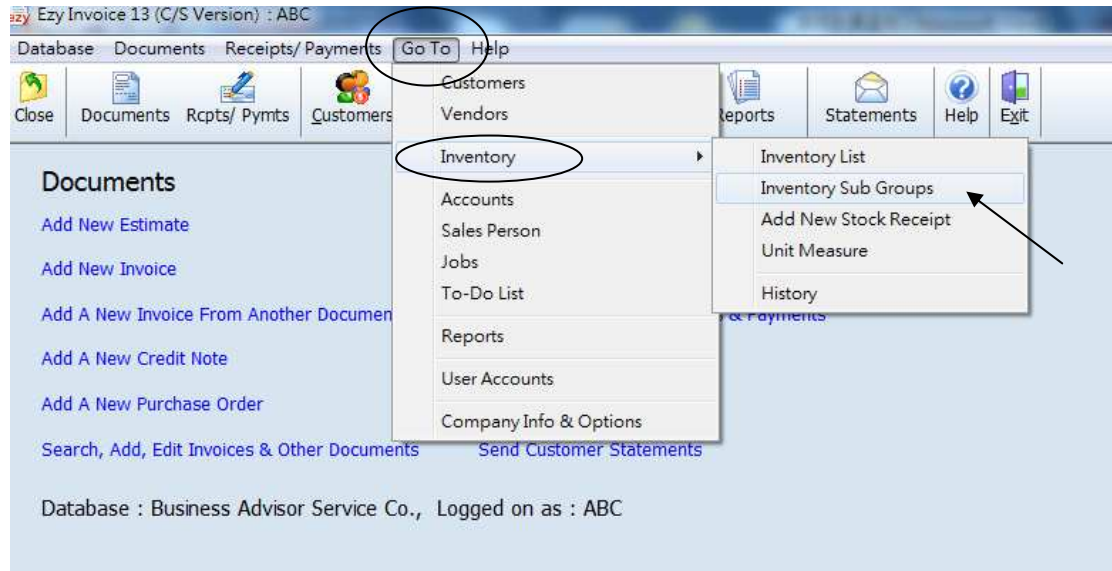 ezy Ezy Invoice 13 (C/S Version) : ABC
Database Documents Receipts/ Payments Go To Help
Close Documents Rcpts/ Pymts Customers Reports Statements Help Exit
Customers
Vendors
Inventory
Accounts
Sales Person
Jobs
To-Do List
Reports
User Accounts
Company Info & Options
Inventory List
Inventory Sub Groups
Add New Stock Receipt
Unit Measure
History
Documents
Add New Estimate
Add New Invoice
Add A New Invoice From Another Documen
& Payments
Add A New Credit Note
Add A New Purchase Order
Search, Add, Edit Invoices & Other Documents Send Customer Statements
Database : Business Advisor Service Co., Logged on as : ABC